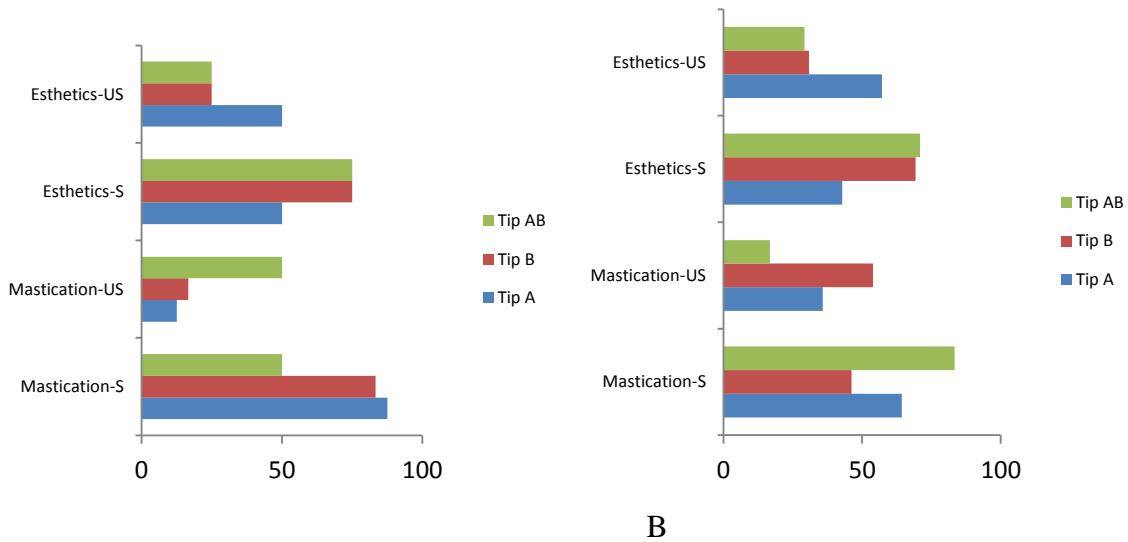 Esthetics-US
Esthetics-S
Mastication-US
Mastication-S
0 50 100
Tip AB
Tip B
Tip A
Esthetics-US
Esthetics-S
Mastication-US
Mastication-S
0 50 100
Tip AB
Tip B
Tip A
B